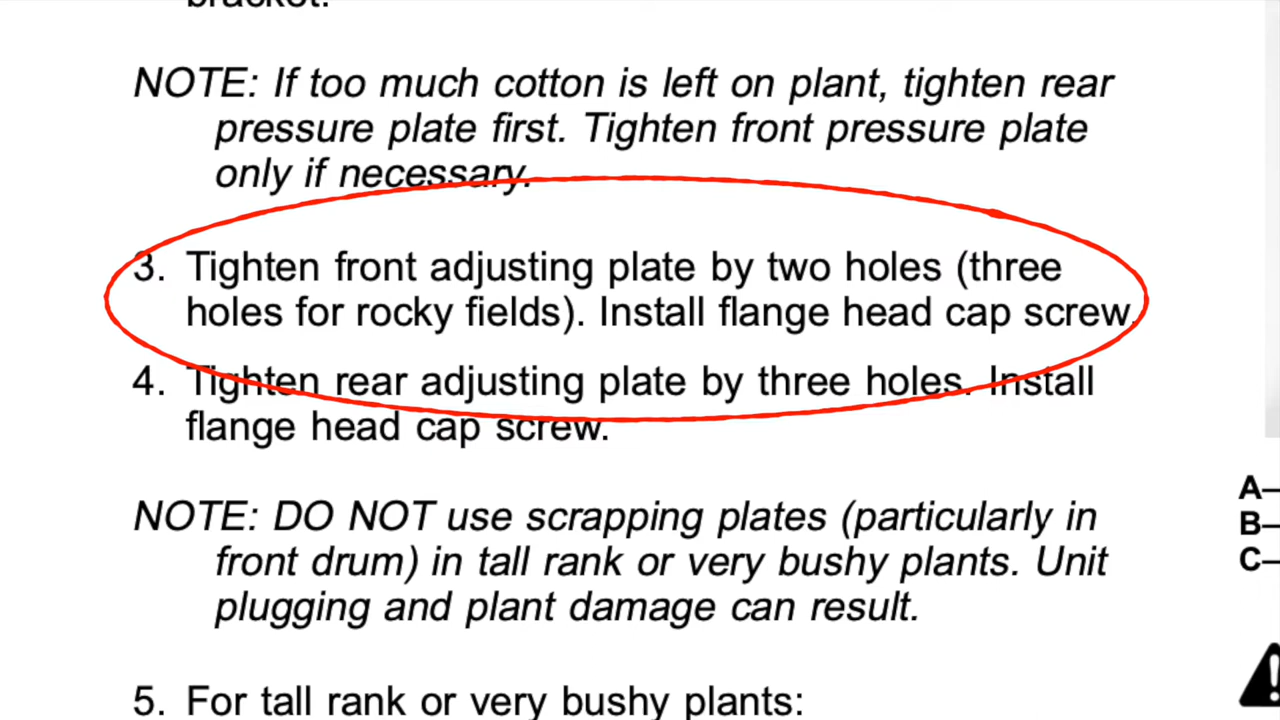 bracket.
NOTE: If too much cotton is left on plant, tighten rear
pressure plate first. Tighten front pressure plate
only if necessary.
3. Tighten front adjusting plate by two holes (three
holes for rocky fields). Install flange head cap screw.
4. Tighten rear adjusting plate by three holes. Install
flange head cap screw.
NOTE: DO NOT use scrapping plates (particularly in
front drum) in tall rank or very bushy plants. Unit
plugging and plant damage can result.
5. For tall rank or very bushy plants:
A—
B—
C—